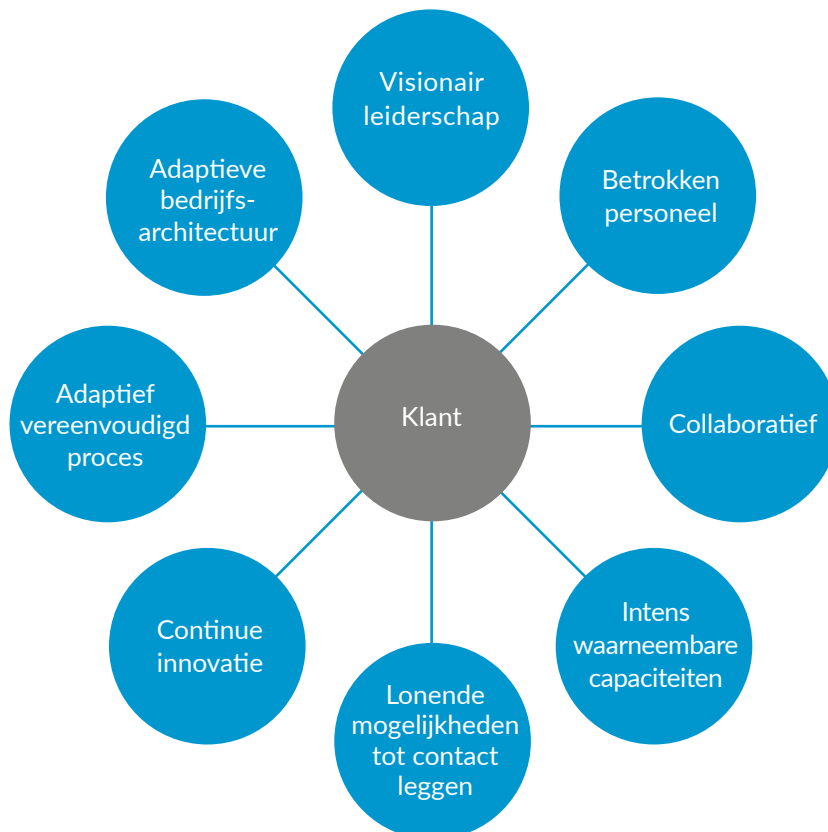 Visionair
leiderschap
Betrokken
personeel
Collaboratief
Intens
waarneembare
capaciteiten
Lonende
mogelijkheden
tot contact
leggen
Continue
innovatie
Adaptief
vereenvoudigd
proces
Adaptieve
bedrijfs-
architectuur
Klant